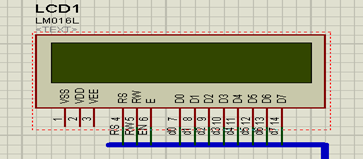 LCD1
LM016L
<TEXT>
VSS VDD VEE RS RW E D0 D1 D2 D3 D4 D5 D6 D7
1 2 3 RS 4 RW 5 EN 6 d0 7 d1 8 d2 9 d3 10 d4 11 d5 12 d6 13 d7 14